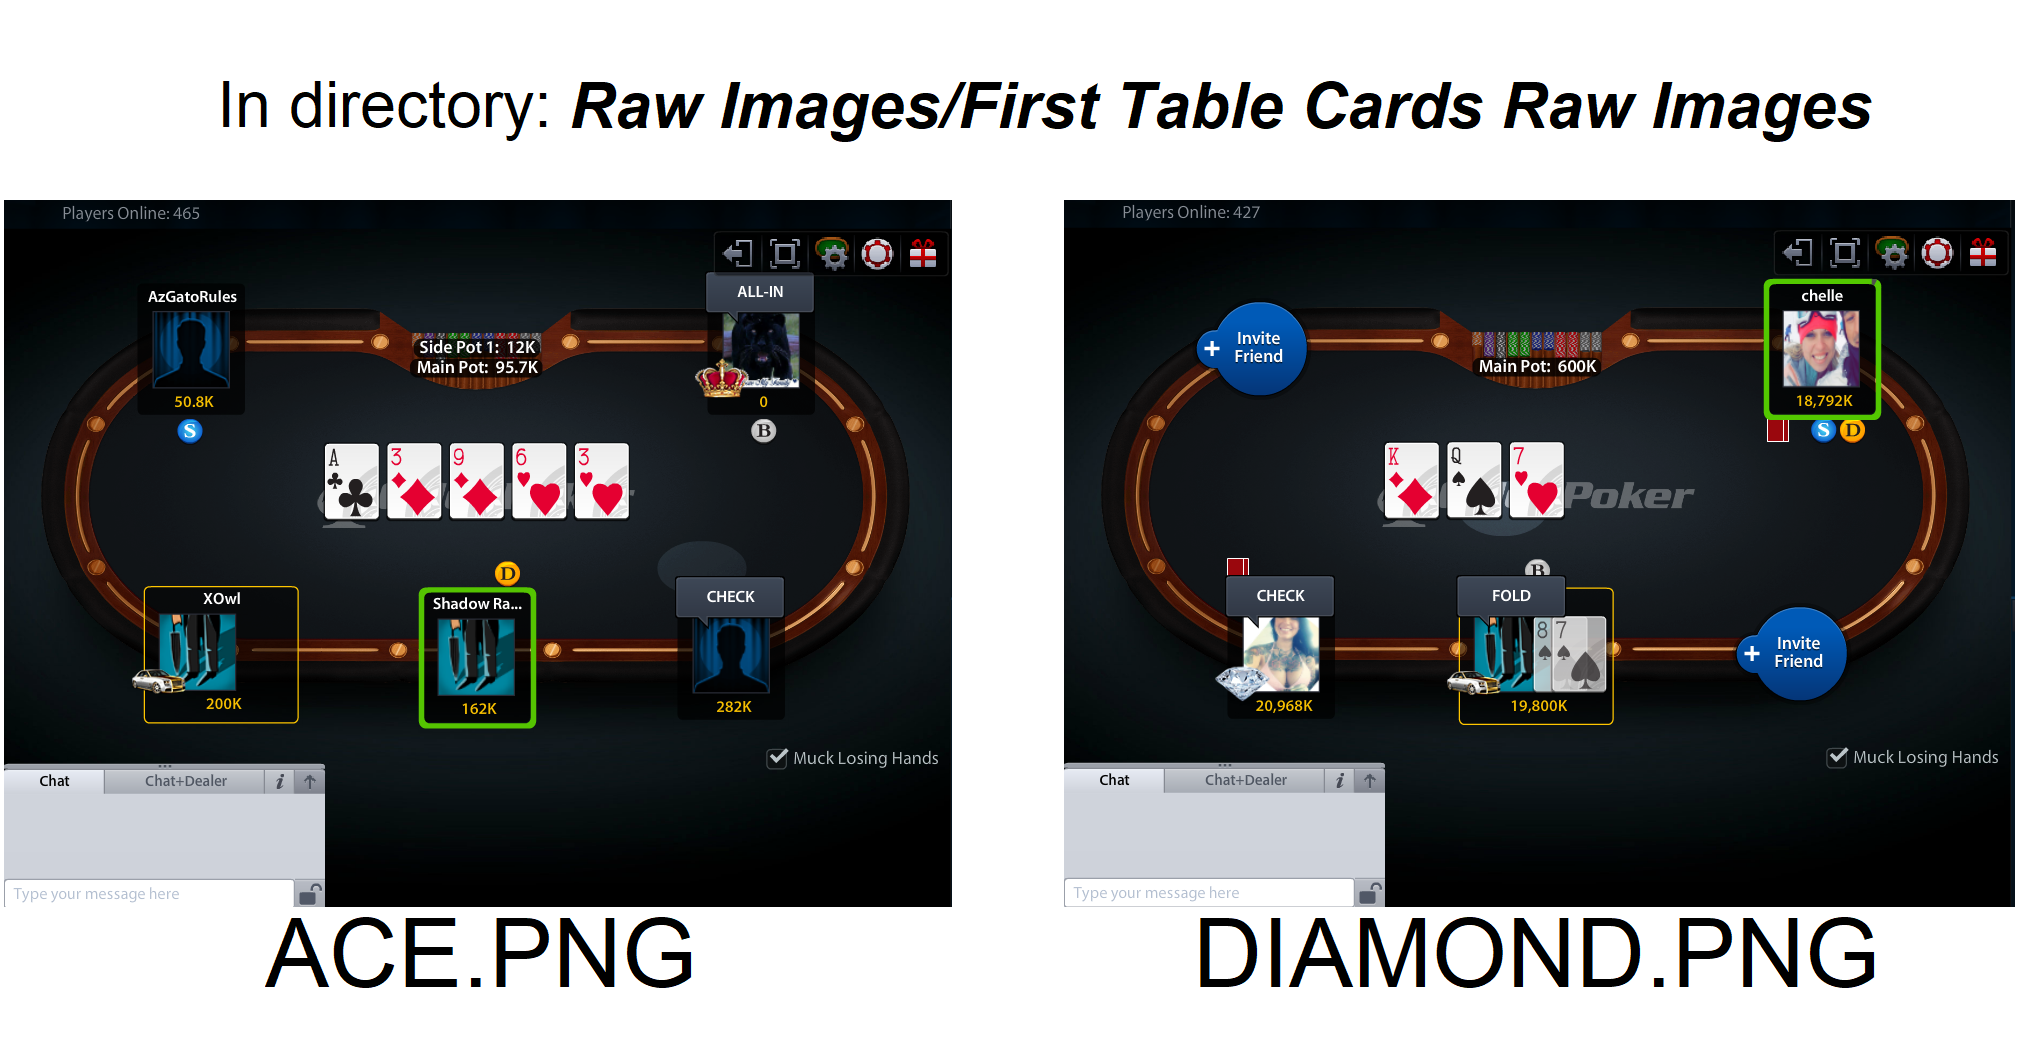 In directory: Raw Images/First Table Cards Raw Images
Players Online: 465
AzGatoRules
50.8K
S
Side Pot 1: 12K
Main Pot: 95.7K
ALL-IN
0
B
A 3 9 6 3
D
XOwl
200K
Shadow Ra...
162K
CHECK
282K
Muck Losing Hands
Chat
Chat+Dealer
i
Type your message here
ACE.PNG
Players Online: 427
Invite
Friend
Main Pot: 600K
chelle
18,792K
S D
K Q 7
Poker
B
CHECK
20,968K
FOLD
8 7
19,800K
Invite
Friend
Muck Losing Hands
Chat
Chat+Dealer
i
Type your message here
DIAMOND.PNG